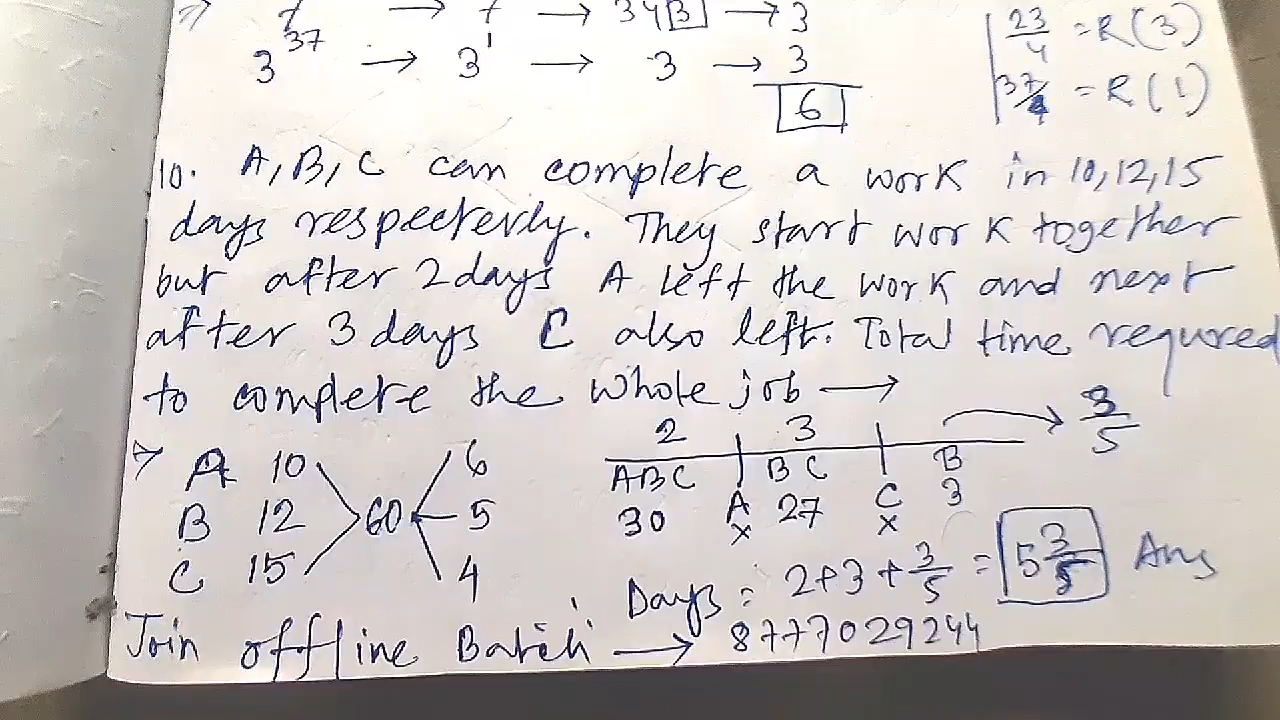 ⇒ 7 → 7 → 343 → 3
23/4 = R(3)
3^37 → 3^1 → 3 → 3
37/4 = R(1)
6
10. A, B, C can complete a work in 10, 12, 15
days respecterly. They start work together
but after 2 days A left the work and next
after 3 days C also left. Total time requred
to complete the whole job →
2 3 → 3/5
A 10 6 ABC BC B
B 12 60 5 30 A x 27 C x 3
C 15 4
Days = 2+3+3/5 = 5 3/5 Ans
Join offline Batch → 8777029244